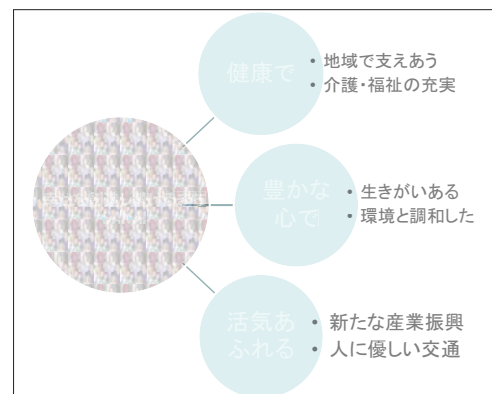 健康で
• 地域で支えあう
• 介護・福祉の充実
豊かな
心で
• 生きがいある
• 環境と調和した
活気あ
ふれる
• 新たな産業振興
• 人に優しい交通